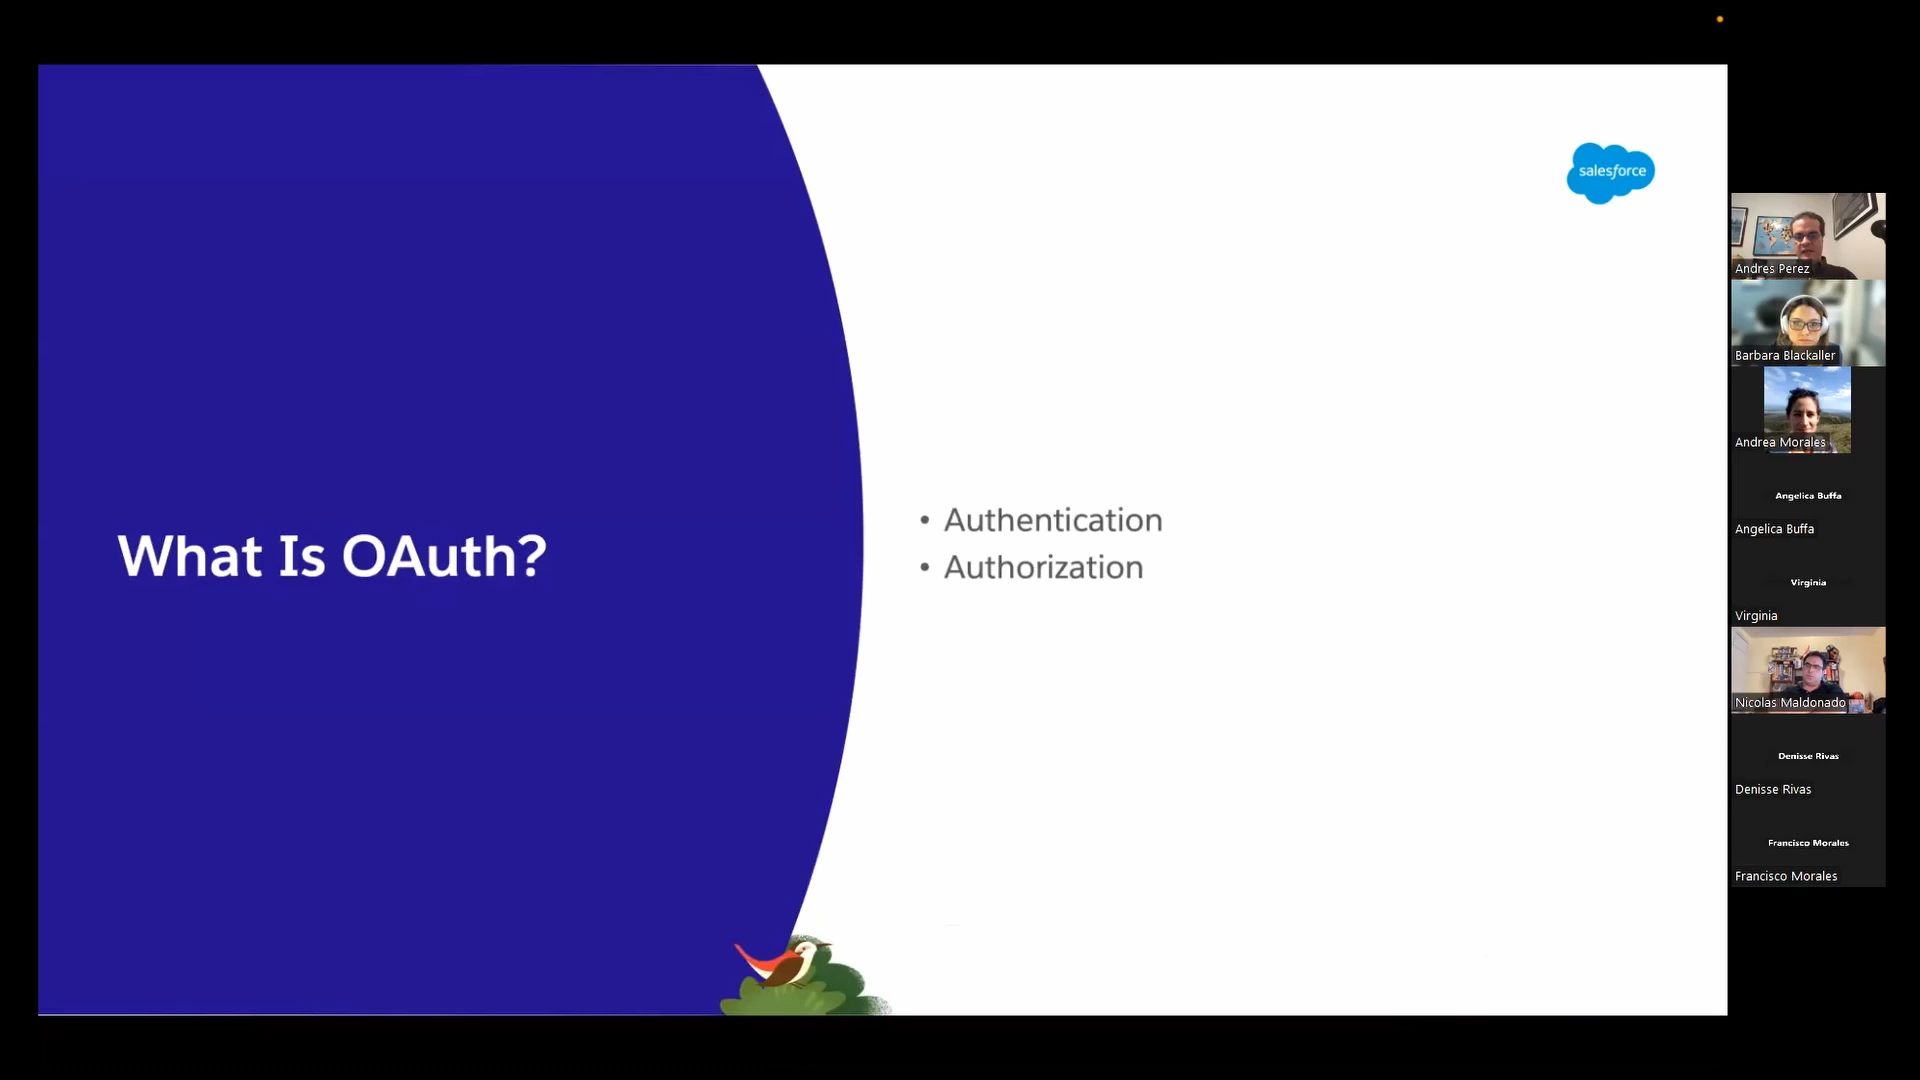 What Is OAuth?
• Authentication
• Authorization
salesforce
Andres Perez
Barbara Blackaller
Andrea Morales
Angelica Buffa
Angelica Buffa
Virginia
Virginia
Nicolas Maldonado
Denisse Rivas
Denisse Rivas
Francisco Morales
Francisco Morales